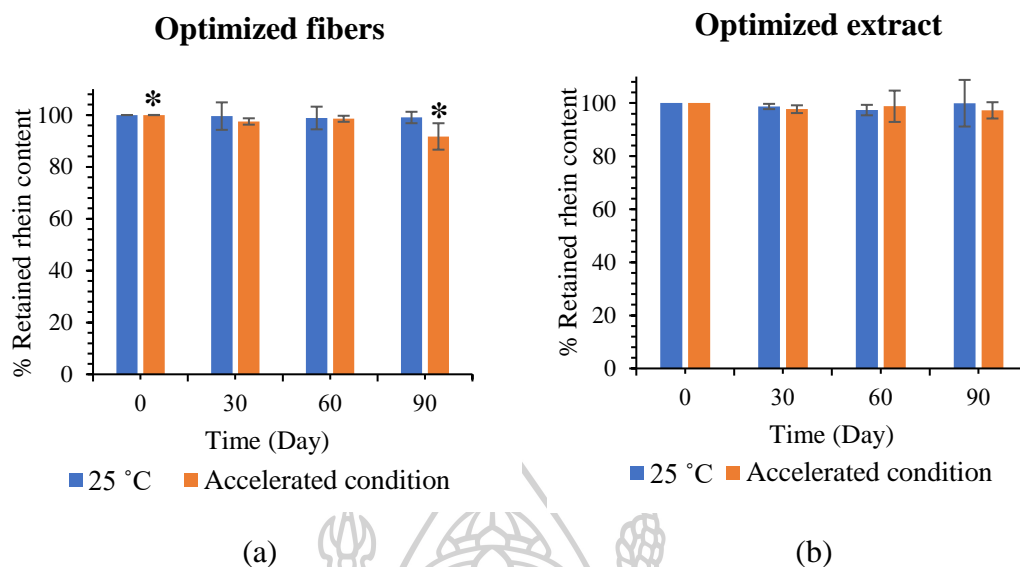 Optimized fibers
% Retained rhein content
100
80
60
40
20
0
* *
0 30 60 90
Time (Day)
25 ˚C Accelerated condition
(a)
Optimized extract
% Retained rhein content
100
80
60
40
20
0
0 30 60 90
Time (Day)
25 ˚C Accelerated condition
(b)